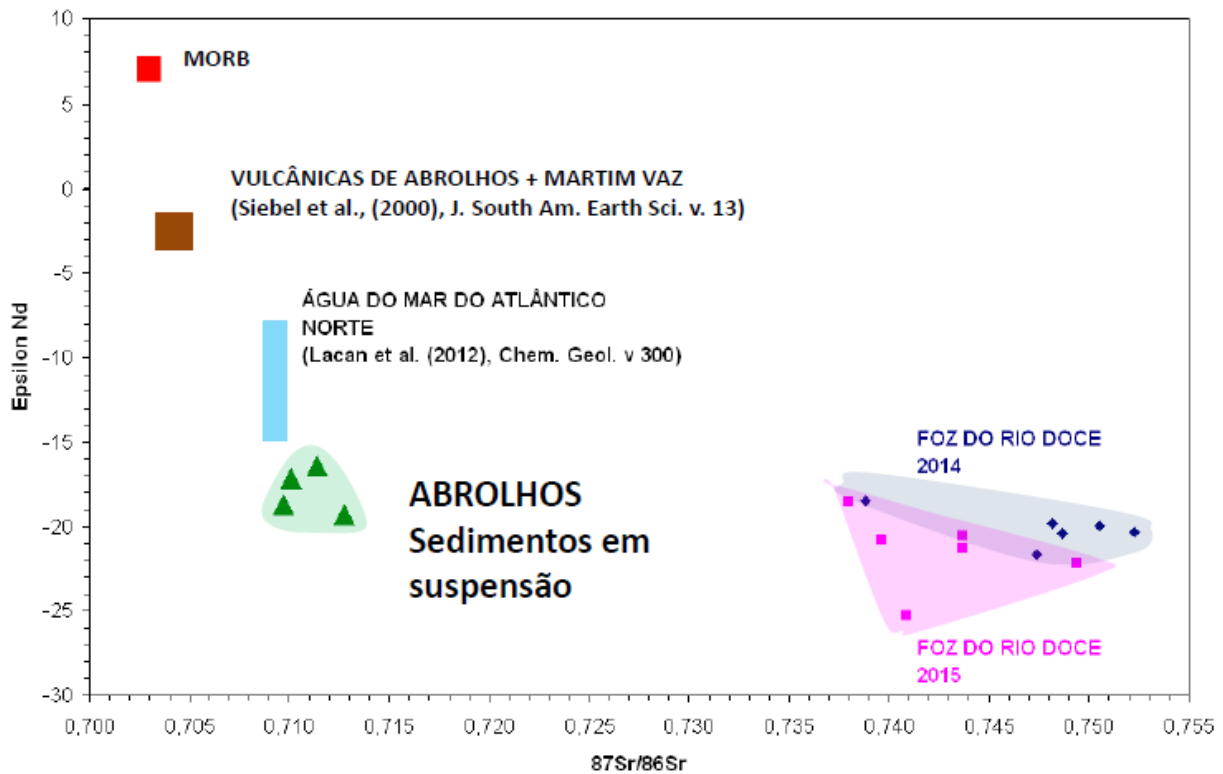 10
5
0
-5
-10
-15
-20
-25
-30
Epsilon Nd
MORB
VULCÂNICAS DE ABROLHOS + MARTIM VAZ
(Siebel et al., (2000), J. South Am. Earth Sci. v. 13)
ÁGUA DO MAR DO ATLÂNTICO
NORTE
(Lacan et al. (2012), Chem. Geol. v 300)
ABROLHOS
Sedimentos em
suspensão
FOZ DO RIO DOCE
2014
FOZ DO RIO DOCE
2015
0,700 0,705 0,710 0,715 0,720 0,725 0,730 0,735 0,740 0,745 0,750 0,755
87Sr/86Sr